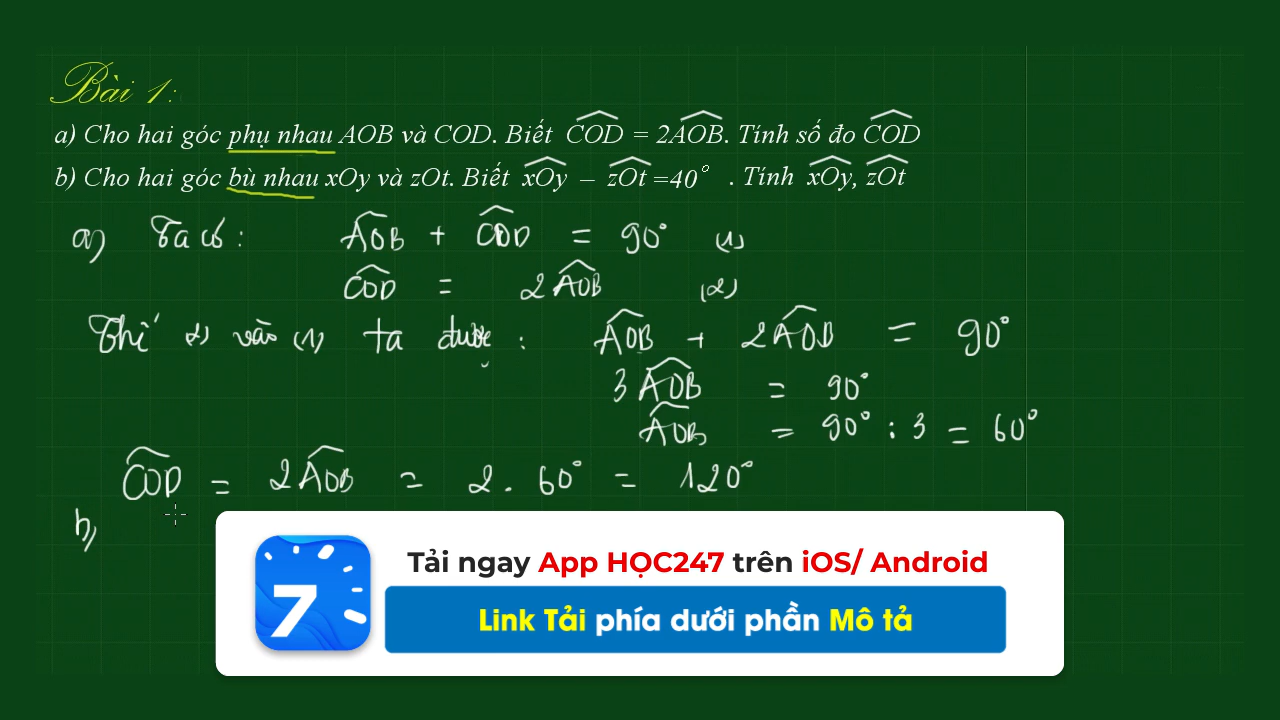 Bài 1:
a) Cho hai góc phụ nhau AOB và COD. Biết COD = 2AOB. Tính số đo COD
b) Cho hai góc bù nhau xOy và zOt. Biết xOy – zOt =40° . Tính xOy, zOt
a) Ta có: AOB + COD = 90° (1)
COD = 2AOB (2)
Thế (2) vào (1) ta được: AOB + 2AOB = 90°
3AOB = 90°
AOB = 90° : 3 = 60°
COD = 2AOB = 2. 60° = 120°
b)
7
Tải ngay App HỌC247 trên iOS/ Android
Link Tải phía dưới phần Mô tả